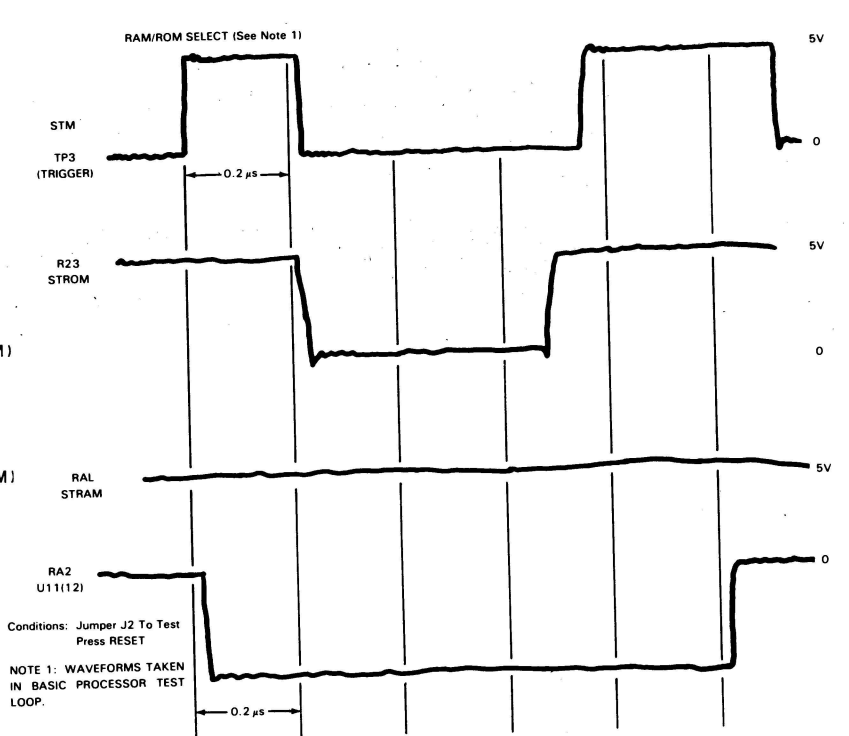 RAM/ROM SELECT (See Note 1)
5V
STM
0
TP3
(TRIGGER)
0.2 µs
R23
STROM
5V
0
M)
RAL
STRAM
5V
RA2
U11(12)
0
Conditions: Jumper J2 To Test
Press RESET
NOTE 1: WAVEFORMS TAKEN
IN BASIC PROCESSOR TEST
LOOP.
0.2 µs